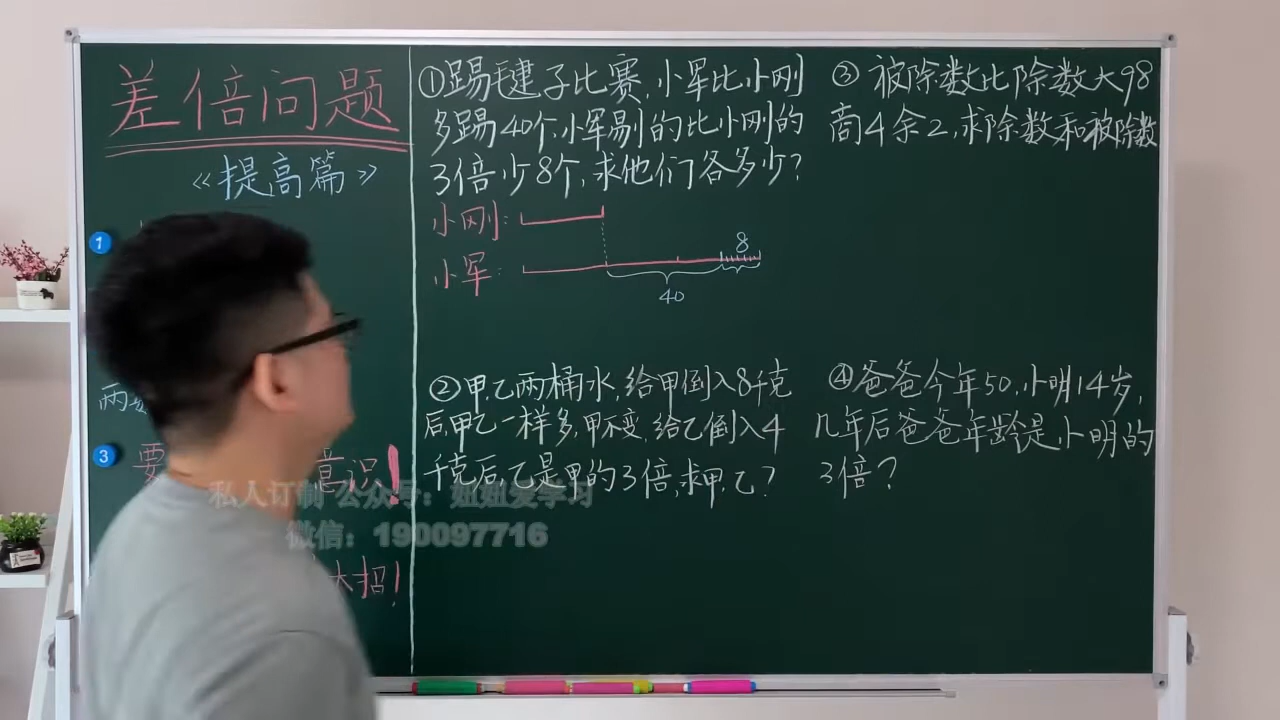 差倍问题
《提高篇》
1
两
3
要
意识!
大招!
①踢毽子比赛,小军比小刚
多踢40个,小军踢的比小刚的
3倍少8个,求他们各多少?
小刚:
小军:
8
40
②甲.乙两桶水,给甲倒入8千克
后,甲乙一样多,甲不变,给乙倒入4
千克后,乙是甲的3倍,求甲.乙?
③ 被除数比除数大98
商4余2,求除数和被除数
④爸爸今年50,小明14岁,
几年后爸爸年龄是小明的
3倍?
私人订制 公众号:妞妞爱学习
微信:190097716